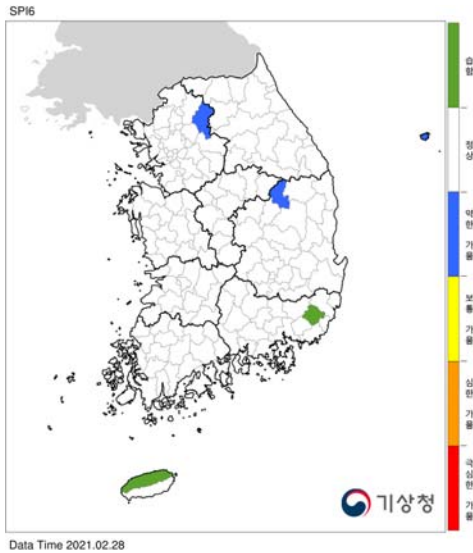 SPI6
습함
정상
약한 가뭄
보통 가뭄
심한 가뭄
극심한 가뭄
기상청
Data Time 2021.02.28